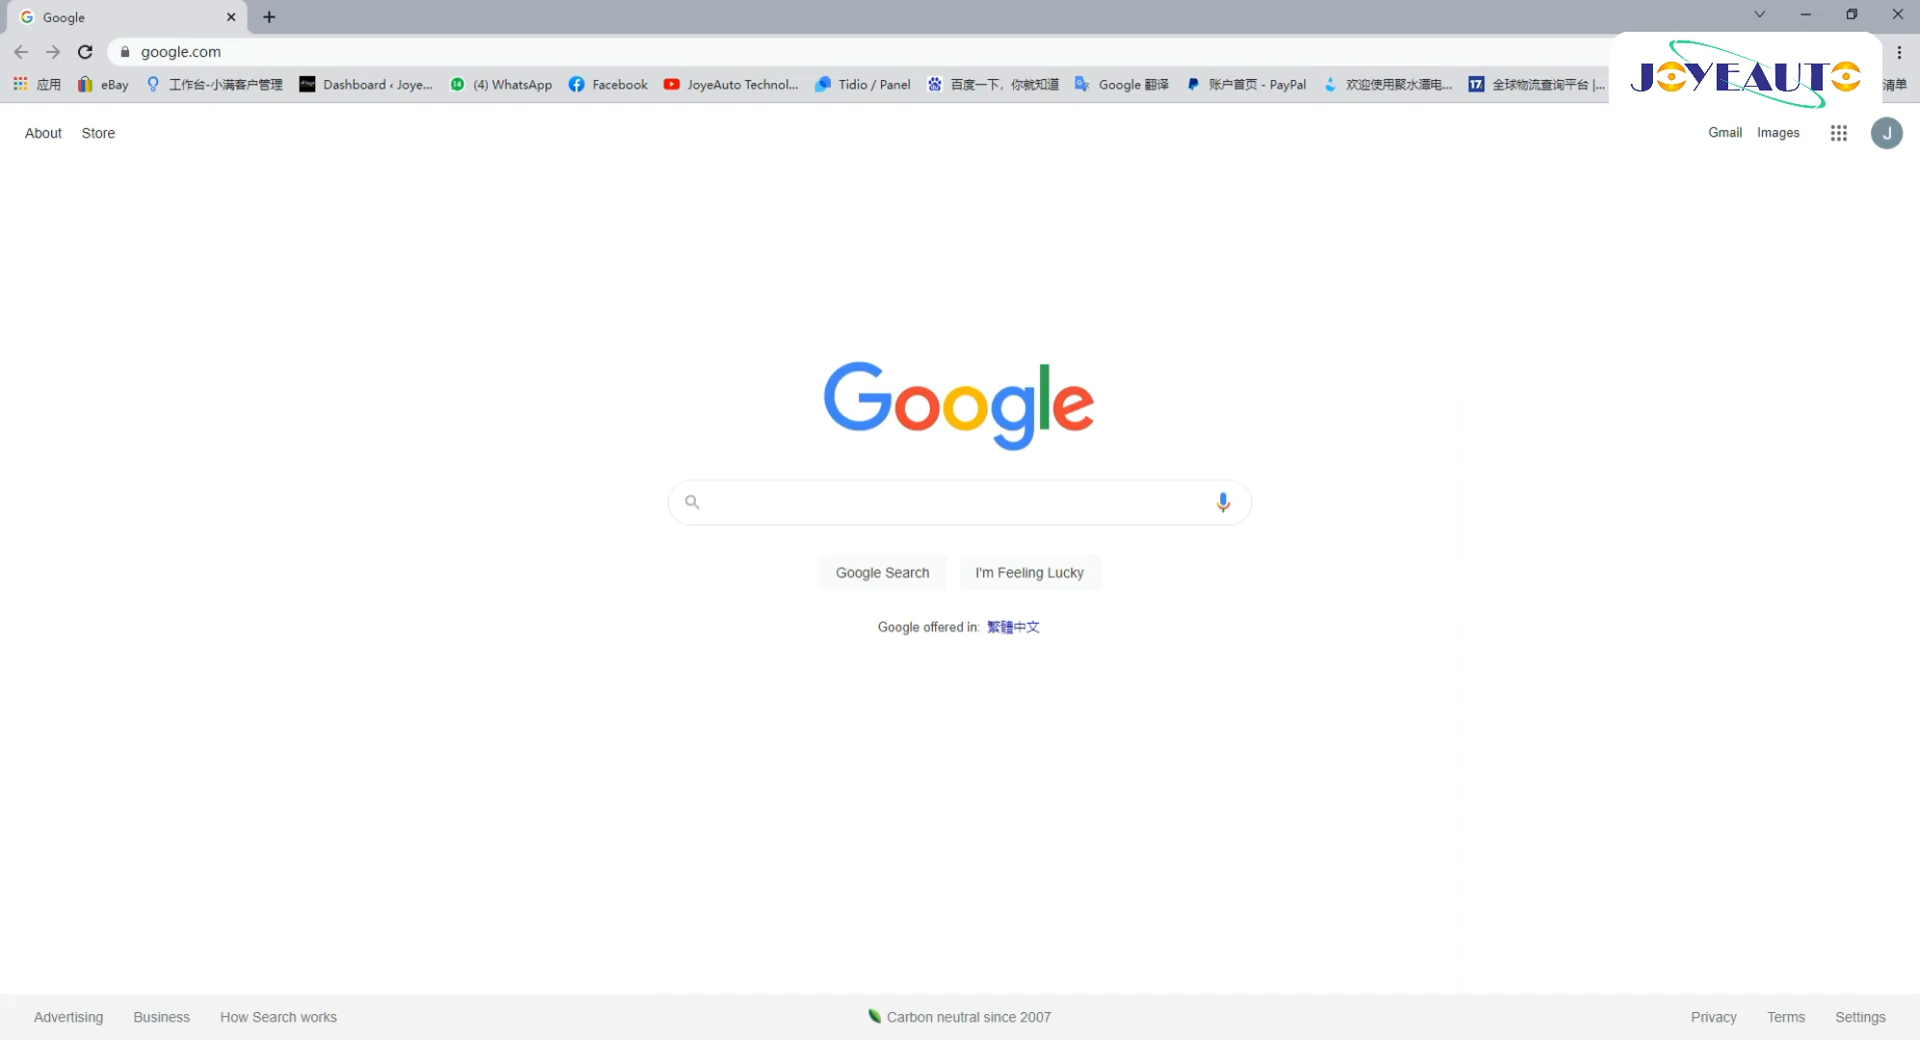 Google
google.com
应用 eBay 工作台-小满客户管理 Dashboard ‹ Joye... (4) WhatsApp Facebook JoyeAuto Technol... Tidio / Panel 百度一下，你就知道 Google 翻译 账户首页 - PayPal 欢迎使用聚水潭电... 17 全球物流查询平台 |... 清单
JOYEAUTO
About Store Gmail Images J
Google
Google Search I'm Feeling Lucky
Google offered in: 繁體中文
Advertising Business How Search works Carbon neutral since 2007 Privacy Terms Settings